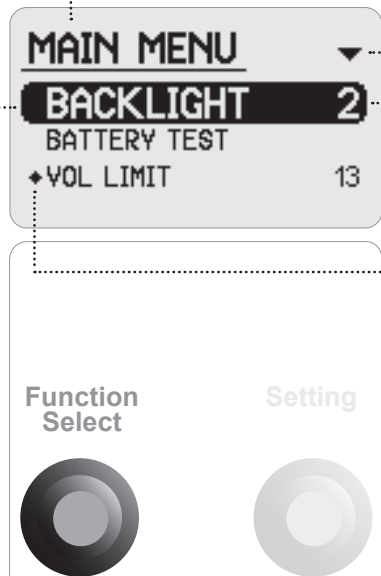 MAIN MENU
BACKLIGHT 2
BATTERY TEST
VOL LIMIT 13
Function Setting
Select